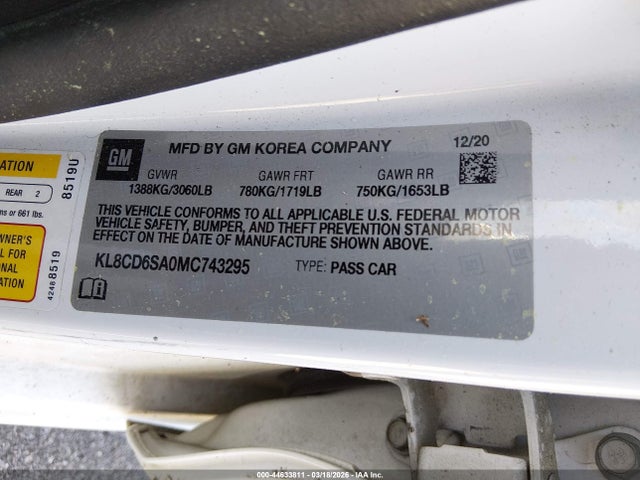 GM
MFD BY GM KOREA COMPANY
12/20
GVWR GAWR FRT GAWR RR
1388KG/3060LB 780KG/1719LB 750KG/1653LB
THIS VEHICLE CONFORMS TO ALL APPLICABLE U.S. FEDERAL MOTOR
VEHICLE SAFETY, BUMPER, AND THEFT PREVENTION STANDARDS IN
EFFECT ON THE DATE OF MANUFACTURE SHOWN ABOVE.
KL8CD6SA0MC743295 TYPE: PASS CAR
ATION
REAR 2
s or 661 lbs.
WNER'S
L FOR
ONAL
ATION
8519U
42468519
000-44633811 - 03/18/2026 - IAA Inc.